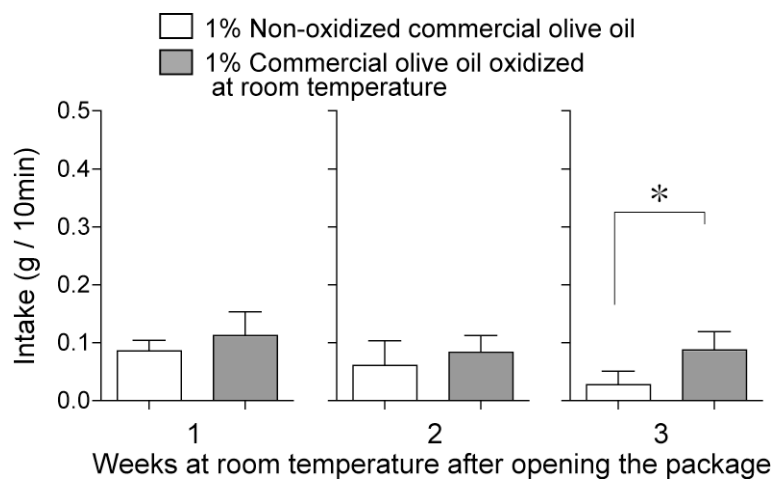 1% Non-oxidized commercial olive oil
1% Commercial olive oil oxidized
at room temperature
Intake (g / 10min)
0.5
0.4
0.3
0.2
0.1
0.0
*
1 2 3
Weeks at room temperature after opening the package